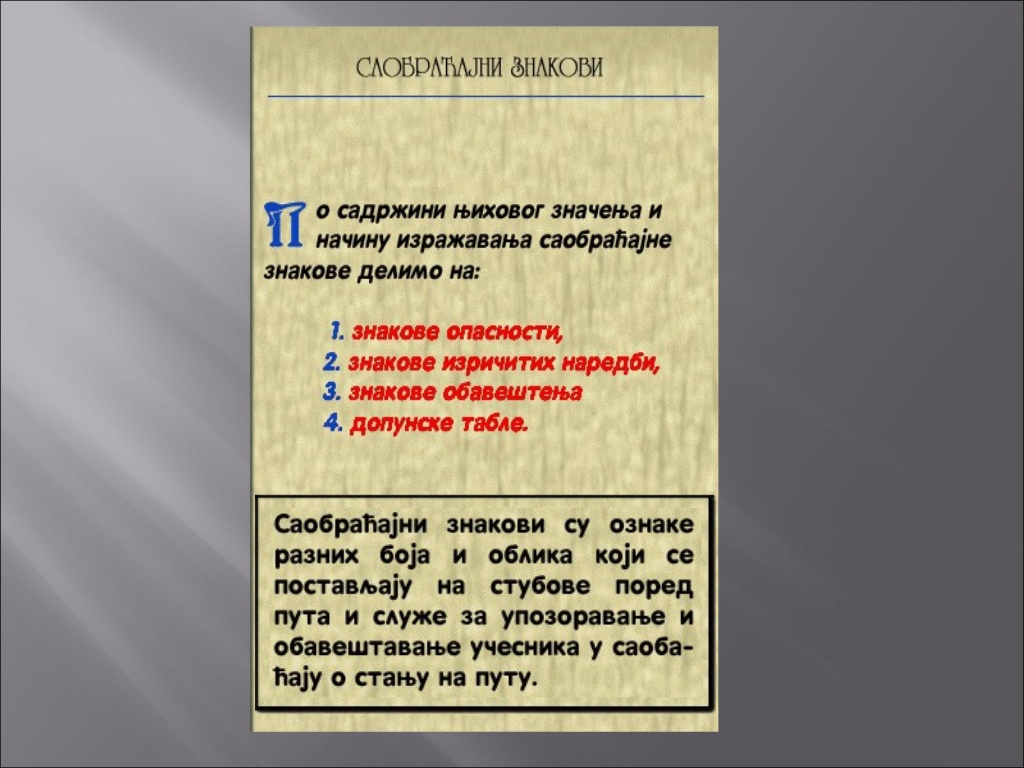 САОБРАЋАЈНИ ЗНАКОВИ
По садржини њиховог значења и
начину изражавања саобраћајне
знакове делимо на:
1. знакове опасности,
2. знакове изричитих наредби,
3. знакове обавештења
4. допунске табле.
Саобраћајни знакови су ознаке
разних боја и облика који се
постављају на стубове поред
пута и служе за упозоравање и
обавештавање учесника у саоба-
ћају о стању на путу.